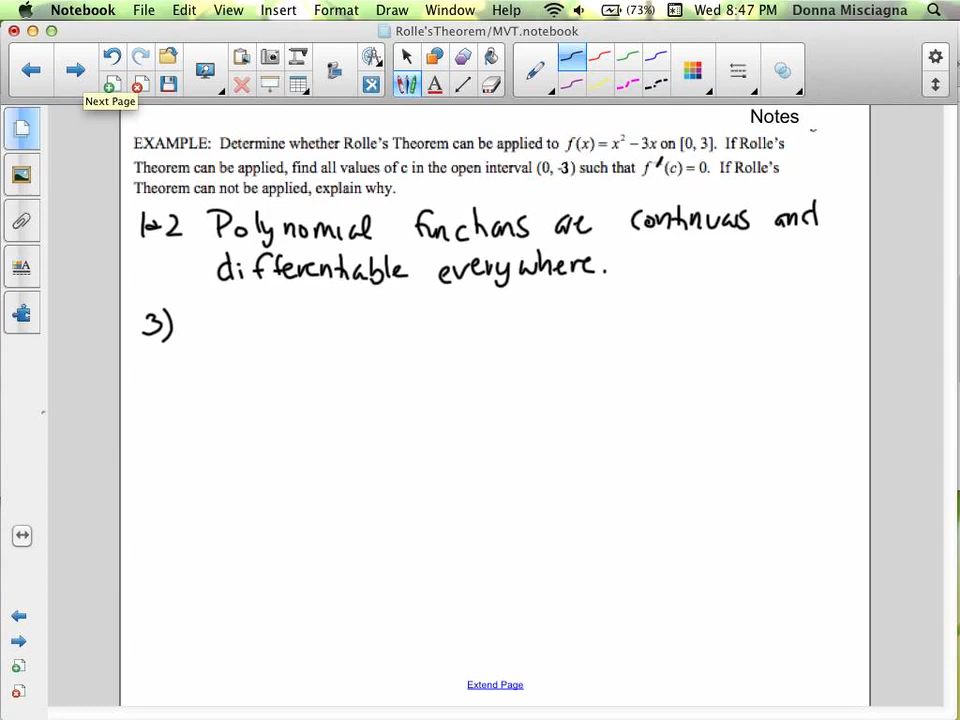 Notebook File Edit View Insert Format Draw Window Help (73%) Wed 8:47 PM Donna Misciagna
Rolle'sTheorem/MVT.notebook
Next Page
Notes
EXAMPLE: Determine whether Rolle's Theorem can be applied to f(x) = x² − 3x on [0, 3]. If Rolle's
Theorem can be applied, find all values of c in the open interval (0, -3) such that f '(c) = 0. If Rolle's
Theorem can not be applied, explain why.
Polynomial functions are continuous and
differentiable everywhere.
3)
Extend Page